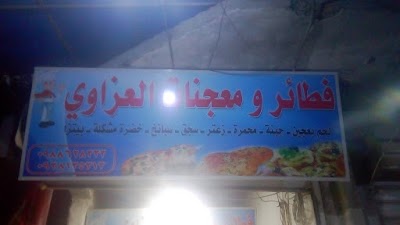 فطائر و معجنات العزاوي
لحم بعجين - جبنة - محمرة - زعتر - سجق - سبانخ - خضرة مشكلة - بيتزا